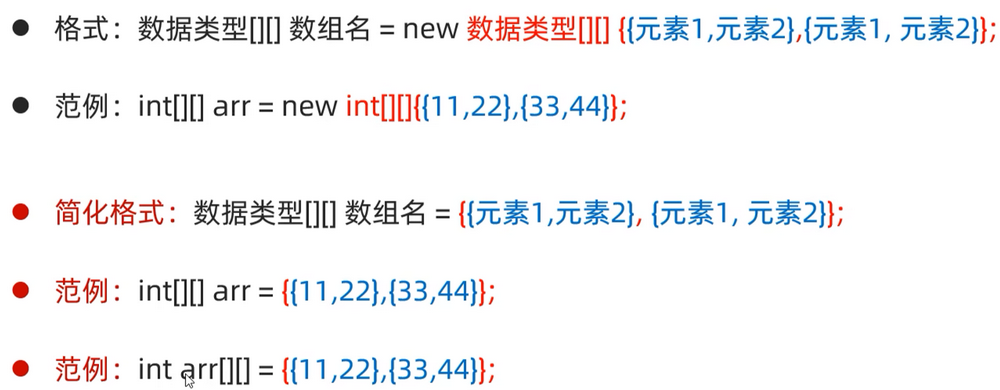 ● 格式：数据类型[][] 数组名 = new 数据类型[][] {{元素1,元素2},{元素1, 元素2}};
● 范例：int[][] arr = new int[][]{{11,22},{33,44}};
● 简化格式：数据类型[][] 数组名 = {{元素1,元素2}, {元素1, 元素2}};
● 范例：int[][] arr = {{11,22},{33,44}};
● 范例：int arr[][] = {{11,22},{33,44}};